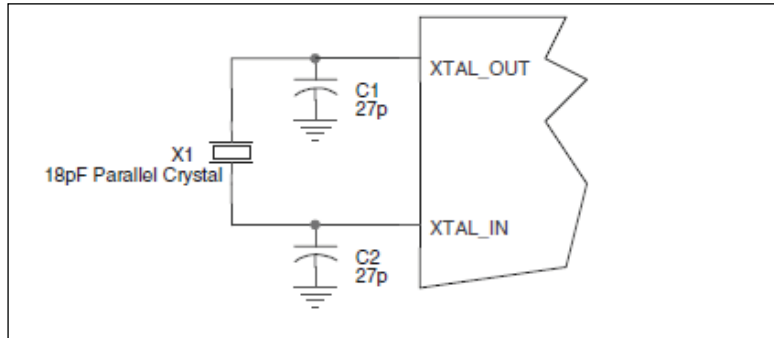 XTAL_OUT
C1
27p
X1
18pF Parallel Crystal
XTAL_IN
C2
27p